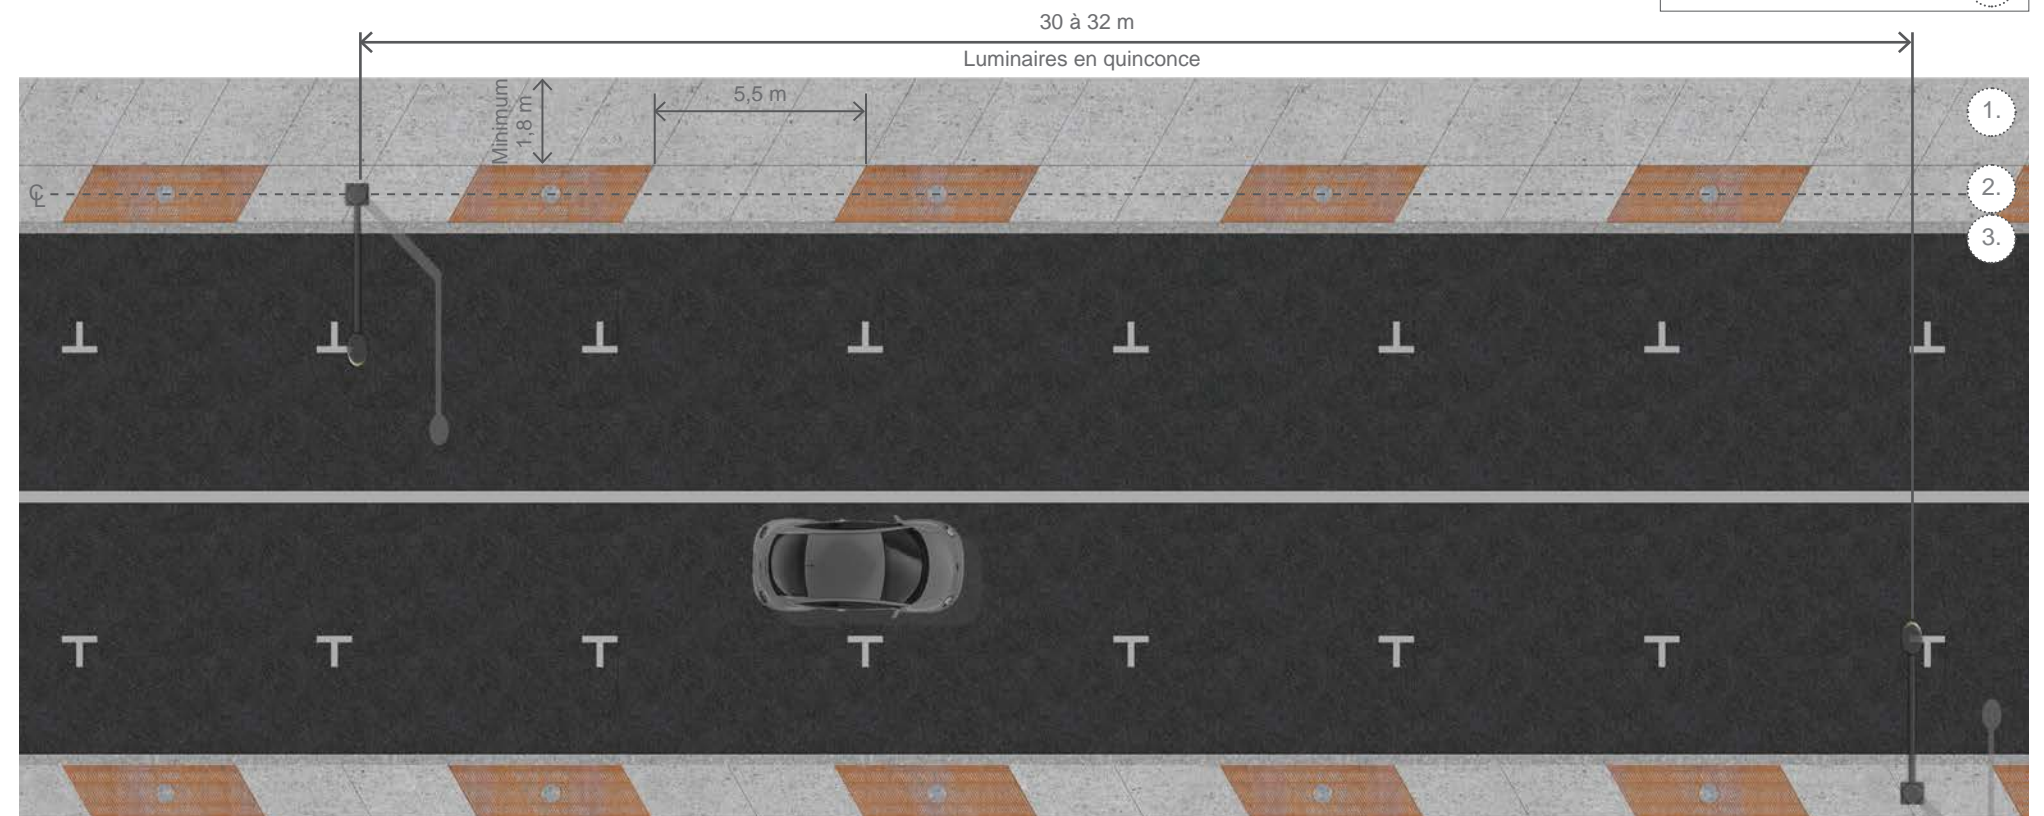 30 à 32 m
Luminaires en quinconce
Minimum
1,8 m
5,5 m
1.
℄
2.
3.